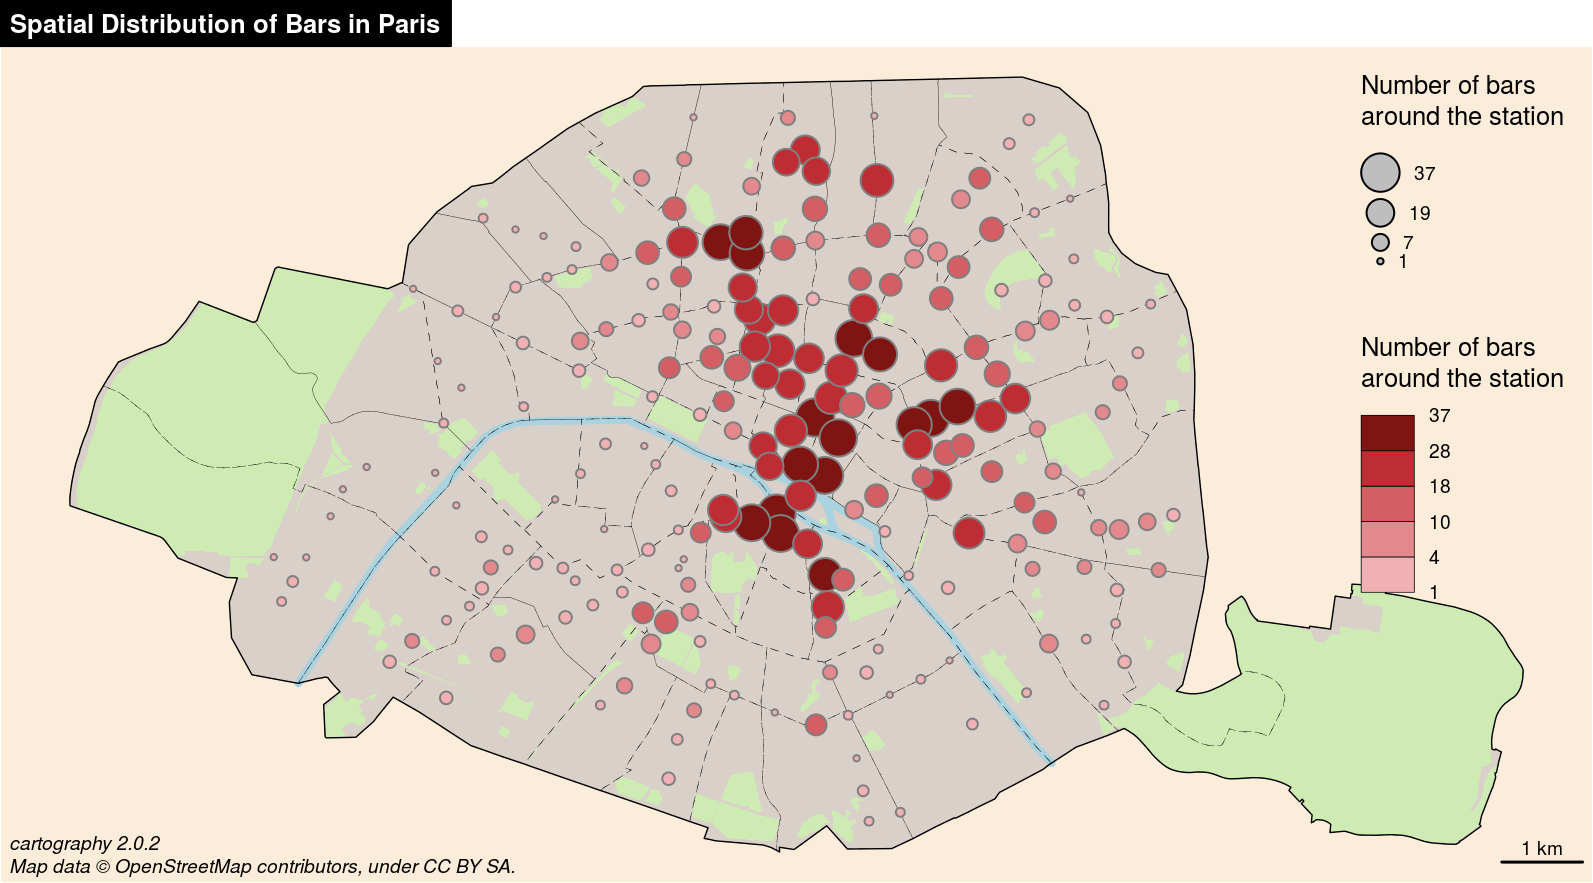 Spatial Distribution of Bars in Paris
Number of bars
around the station
37
19
7
1
Number of bars
around the station
37
28
18
10
4
1
cartography 2.0.2
Map data © OpenStreetMap contributors, under CC BY SA.
1 km